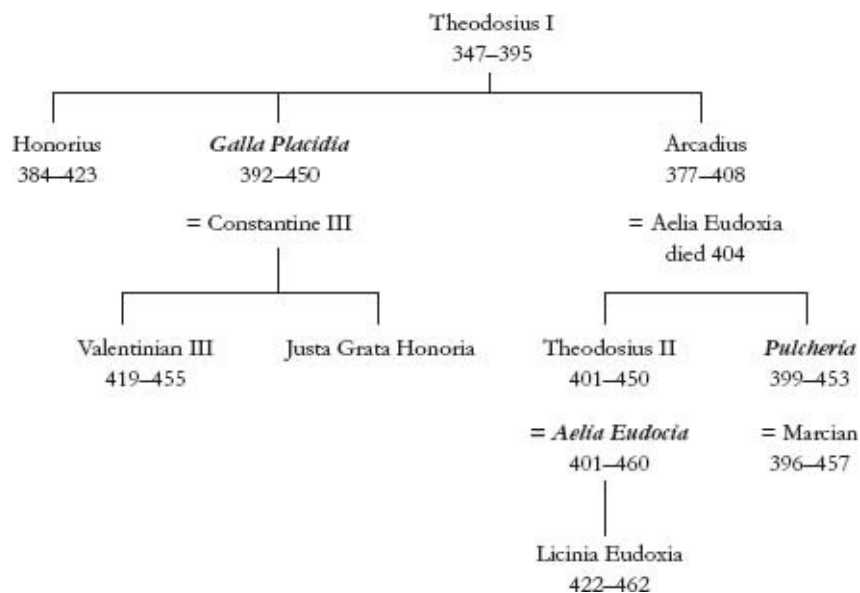 Theodosius I
347–395
Honorius
384–423
Galla Placidia
392–450
= Constantine III
Arcadius
377–408
= Aelia Eudoxia
died 404
Valentinian III
419–455
Justa Grata Honoria
Theodosius II
401–450
= Aelia Eudocia
401–460
Pulcheria
399–453
= Marcian
396–457
Licinia Eudoxia
422–462